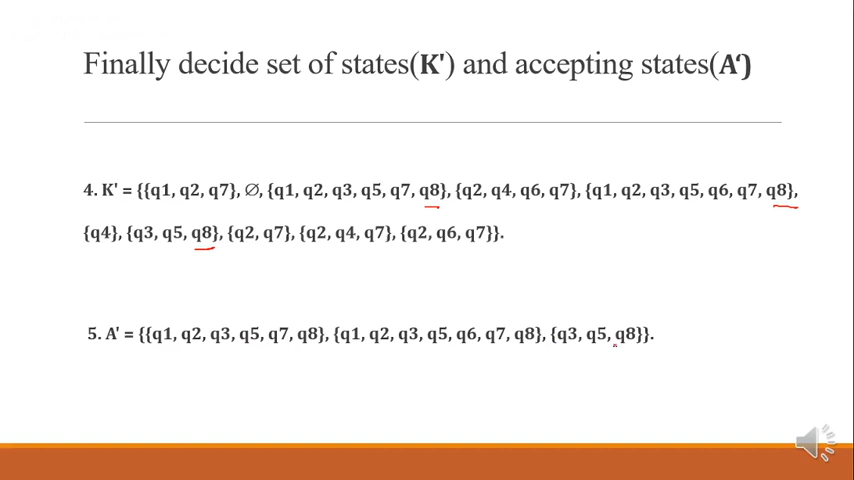 Finally decide set of states(K') and accepting states(A‘)
4. K' = {{q1, q2, q7}, ∅, {q1, q2, q3, q5, q7, q8}, {q2, q4, q6, q7}, {q1, q2, q3, q5, q6, q7, q8},
{q4}, {q3, q5, q8}, {q2, q7}, {q2, q4, q7}, {q2, q6, q7}}.
5. A' = {{q1, q2, q3, q5, q7, q8}, {q1, q2, q3, q5, q6, q7, q8}, {q3, q5, q8}}.